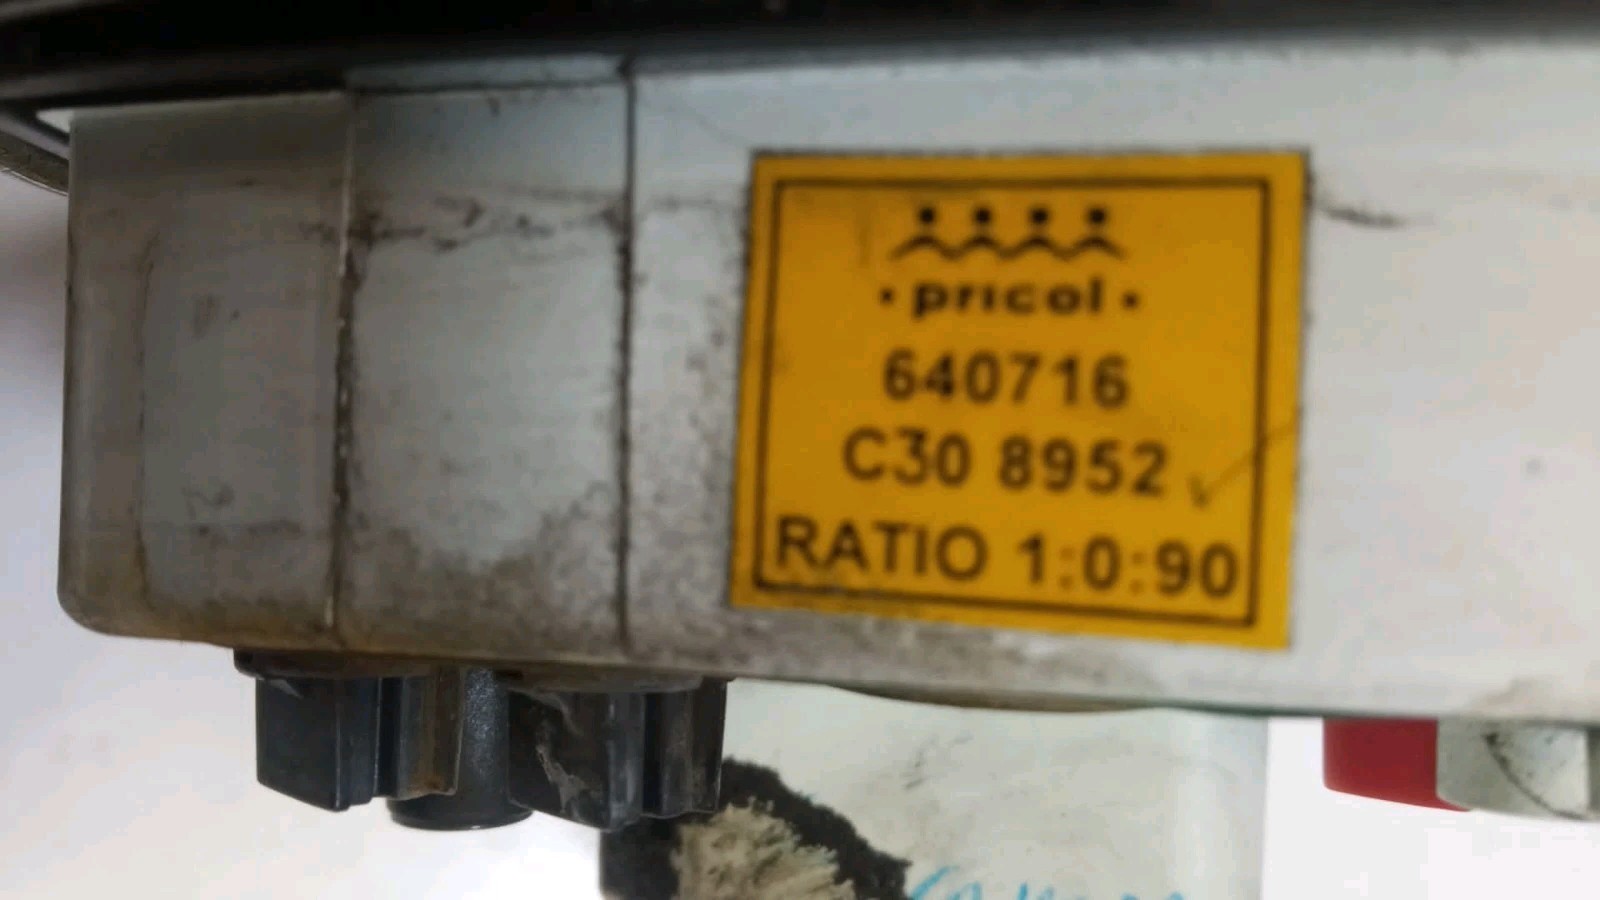 • pricol •
640716
C30 8952
RATIO 1:0:90